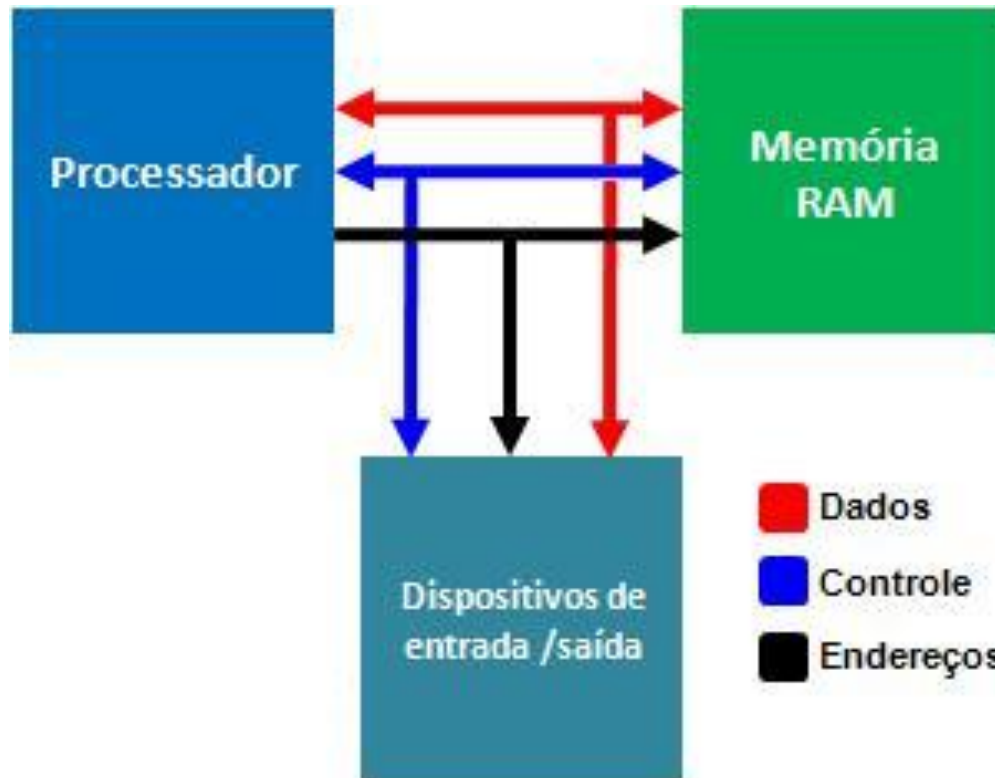 Processador
Memória
RAM
Dispositivos de
entrada /saída
Dados
Controle
Endereços